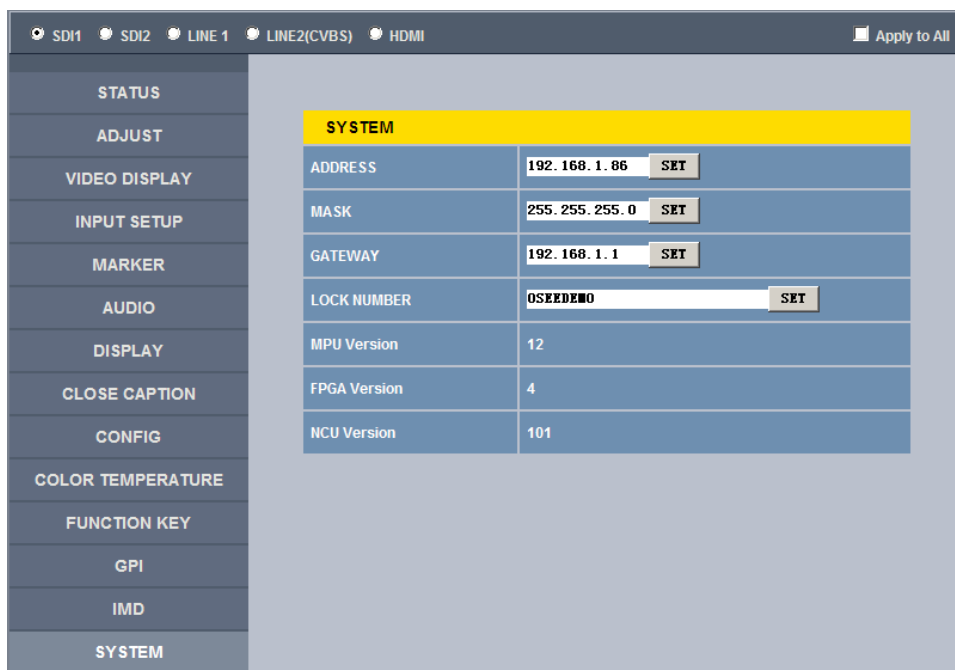 SDI1 SDI2 LINE 1 LINE2(CVBS) HDMI Apply to All
STATUS
ADJUST
VIDEO DISPLAY
INPUT SETUP
MARKER
AUDIO
DISPLAY
CLOSE CAPTION
CONFIG
COLOR TEMPERATURE
FUNCTION KEY
GPI
IMD
SYSTEM
SYSTEM
ADDRESS 192.168.1.86 SET
MASK 255.255.255.0 SET
GATEWAY 192.168.1.1 SET
LOCK NUMBER OSEEDEMO SET
MPU Version 12
FPGA Version 4
NCU Version 101